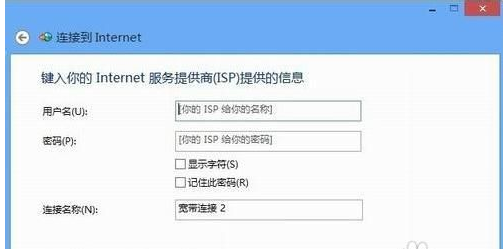 连接到 Internet
键入你的 Internet 服务提供商(ISP)提供的信息
用户名(U):
[你的 ISP 给你的名称]
密码(P):
[你的 ISP 给你的密码]
显示字符(S)
记住此密码(R)
连接名称(N):
宽带连接 2